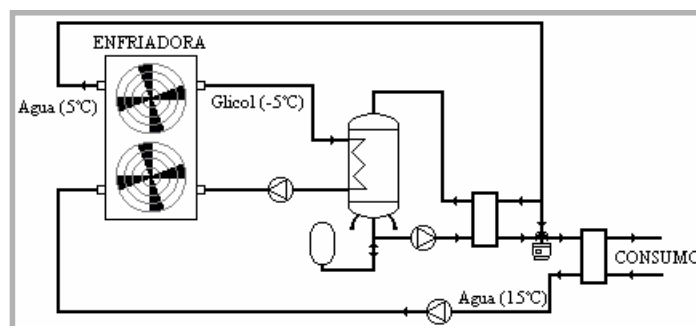 ENFRIADORA
Agua (5ºC)
Glicol (-5ºC)
CONSUMO
Agua (15ºC)